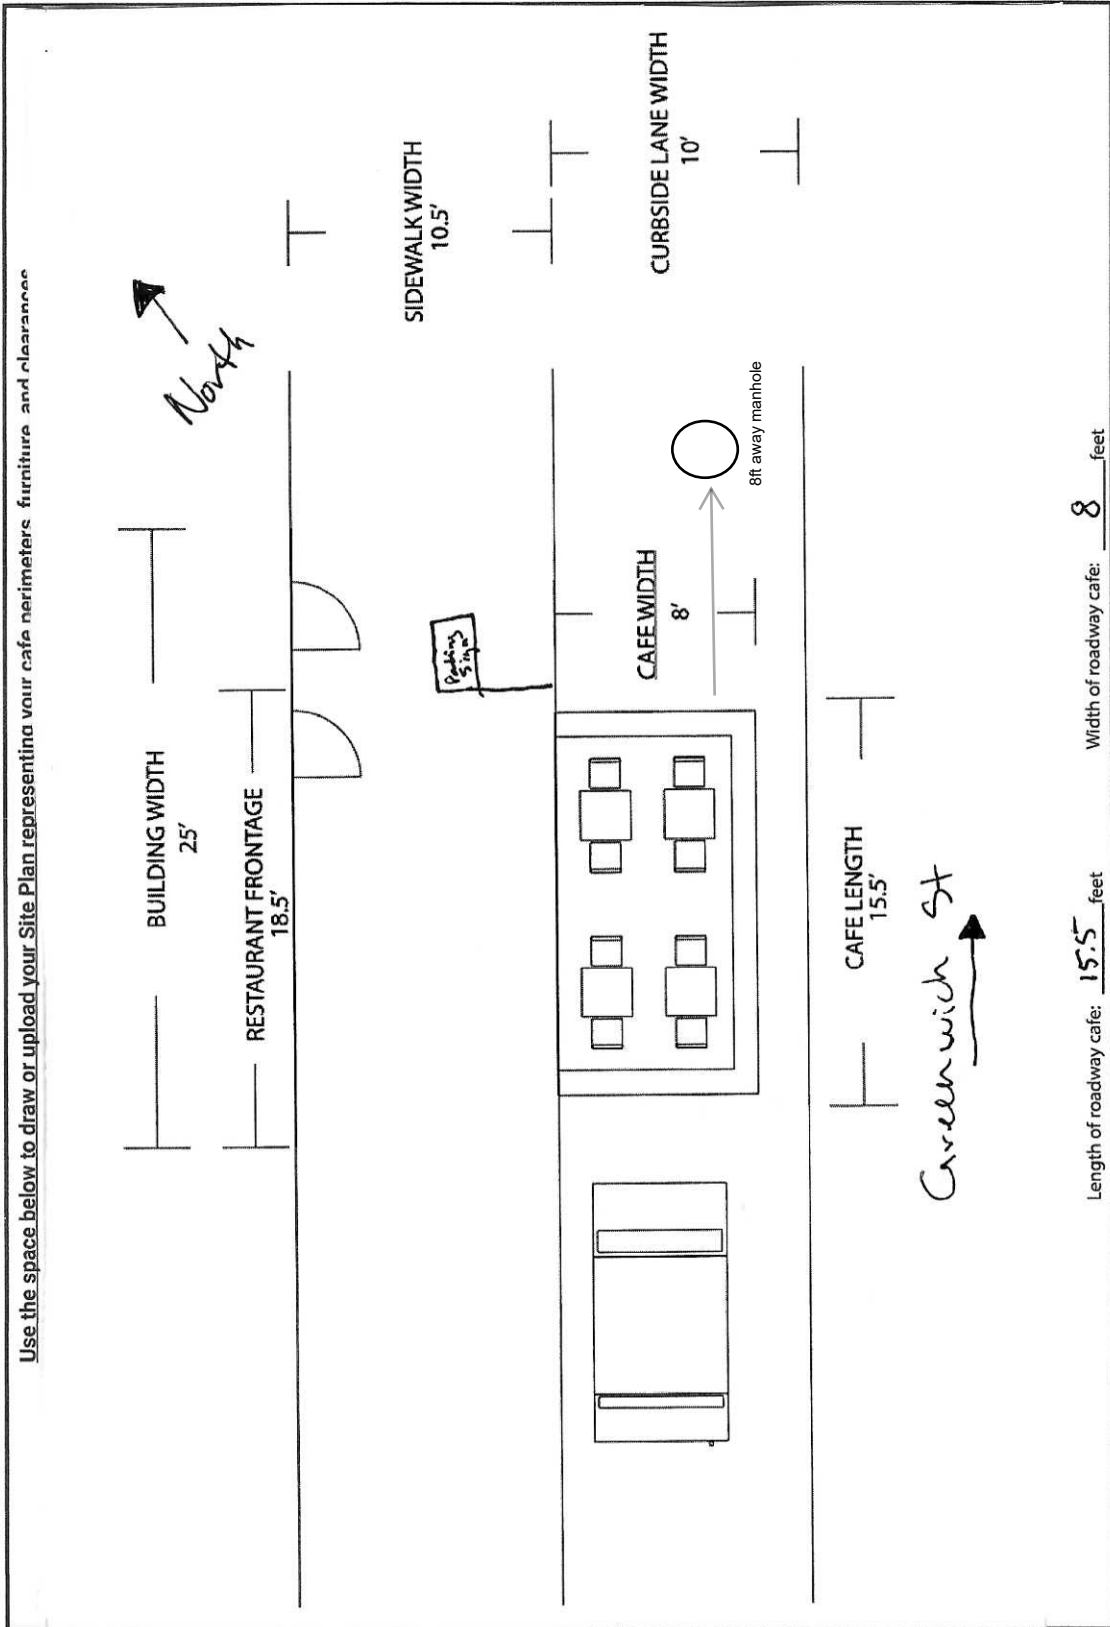 Use the space below to draw or upload your Site Plan representing your cafe perimeters, furniture, and clearances
North
BUILDING WIDTH
25'
RESTAURANT FRONTAGE
18.5'
SIDEWALK WIDTH
10.5'
Parking
Sign
CURBSIDE LANE WIDTH
10'
CAFE WIDTH
8'
8ft away manhole
CAFE LENGTH
15.5'
Greenwich St
Length of roadway cafe: 15.5 feet Width of roadway cafe: 8 feet